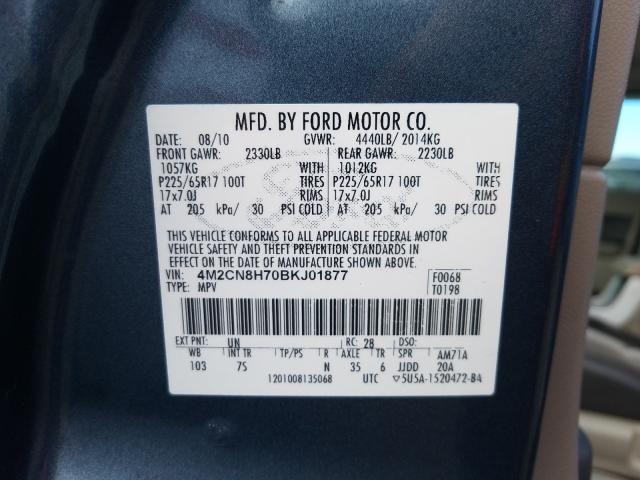 MFD. BY FORD MOTOR CO.
DATE: 08/10 GVWR: 4440LB/ 2014KG
FRONT GAWR: 2330LB REAR GAWR: 2230LB
1057KG WITH 1012KG WITH
P225/65R17 100T TIRES P225/65R17 100T TIRES
17x7.0J RIMS 17x7.0J RIMS
AT 205 kPa/ 30 PSI COLD AT 205 kPa/ 30 PSI COLD
THIS VEHICLE CONFORMS TO ALL APPLICABLE FEDERAL MOTOR
VEHICLE SAFETY AND THEFT PREVENTION STANDARDS IN
EFFECT ON THE DATE OF MANUFACTURE SHOWN ABOVE.
VIN: 4M2CN8H70BKJ01877 F0068
TYPE: MPV T0198
EXT PNT: UN RC: 28 DSO:
WB INT TR TP/PS R AXLE TR SPR AM71A
103 7S N 35 6 JJDD 20A
1201008135068 UTC 5U5A-1520472-BA